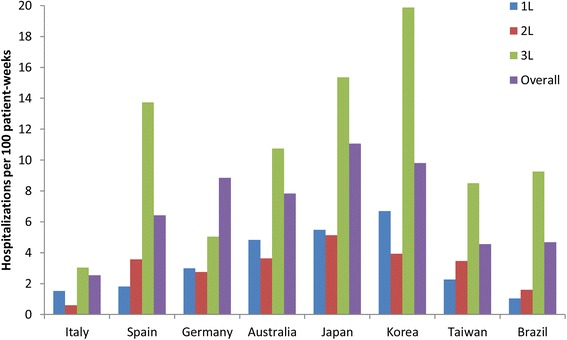 Hospitalizations per 100 patient-weeks
20
18
16
14
12
10
8
6
4
2
0
Italy Spain Germany Australia Japan Korea Taiwan Brazil
1L
2L
3L
Overall